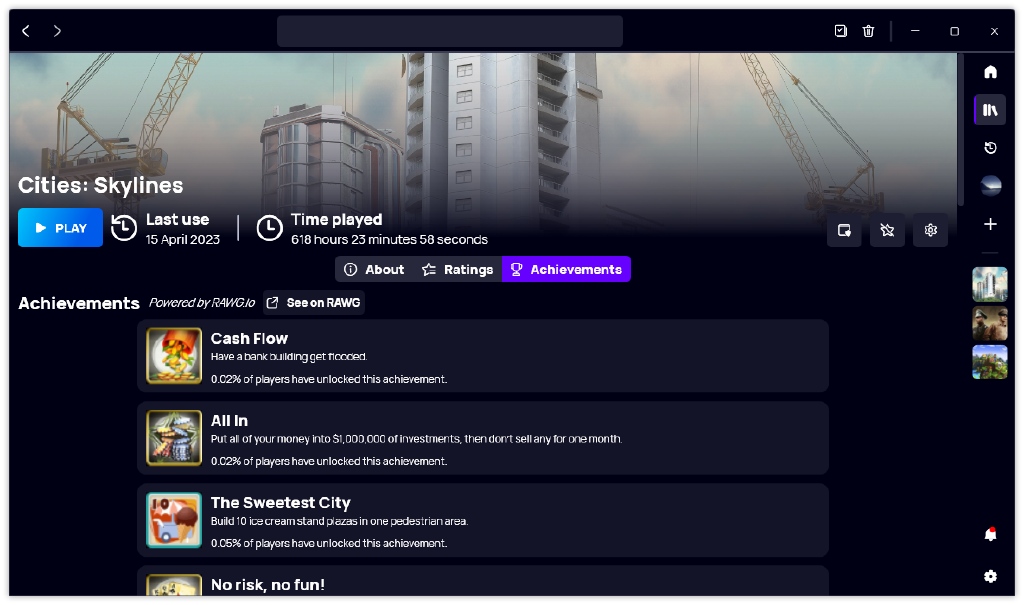 Cities: Skylines
PLAY
Last use
15 April 2023
Time played
618 hours 23 minutes 58 seconds
About
Ratings
Achievements
Achievements
Powered by RAWG.io
See on RAWG
Cash Flow
Have a bank building get flooded.
0.02% of players have unlocked this achievement.
All In
Put all of your money into $1,000,000 of investments, then don't sell any for one month.
0.02% of players have unlocked this achievement.
The Sweetest City
Build 10 ice cream stand plazas in one pedestrian area.
0.05% of players have unlocked this achievement.
No risk, no fun!